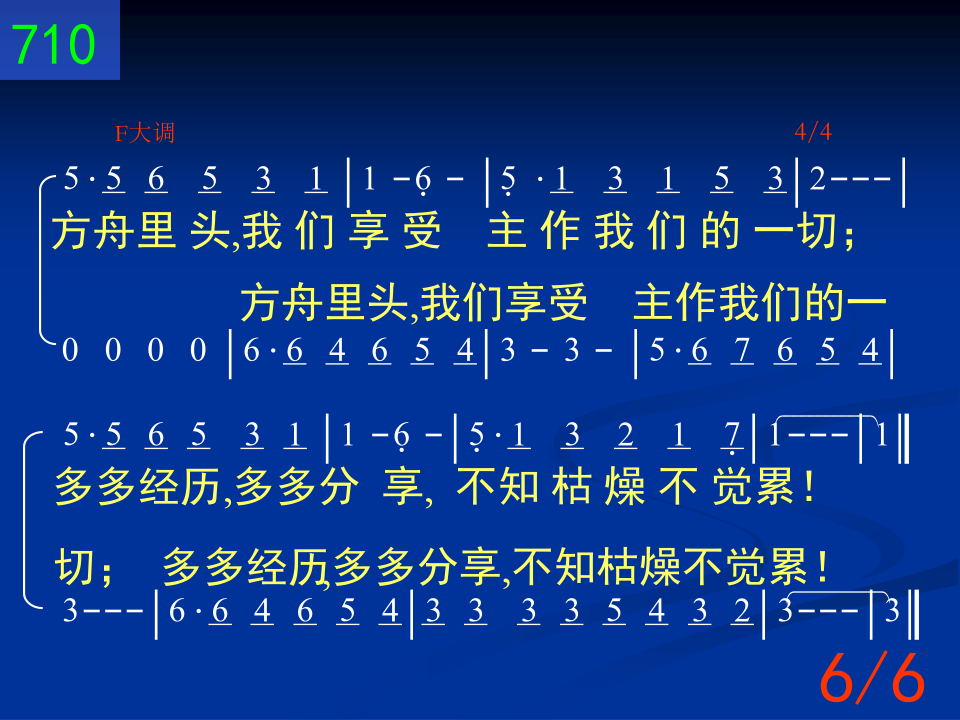 710
F大调 4/4
5·5 6 5 3 1|1 -6 - |5 ·1 3 1 5 3|2---|
方舟里 头,我 们 享 受 主 作 我 们 的 一切；
方舟里头,我们享受 主作我们的一
0 0 0 0 |6·6 4 6 5 4|3 - 3 - |5·6 7 6 5 4|
5·5 6 5 3 1 |1 -6 -|5·1 3 2 1 7|1---|1‖
多多经历,多多分 享, 不知 枯 燥 不 觉累！
切； 多多经历,多多分享,不知枯燥不觉累！
3---|6·6 4 6 5 4|3 3 3 3 5 4 3 2|3---|3‖
6/6